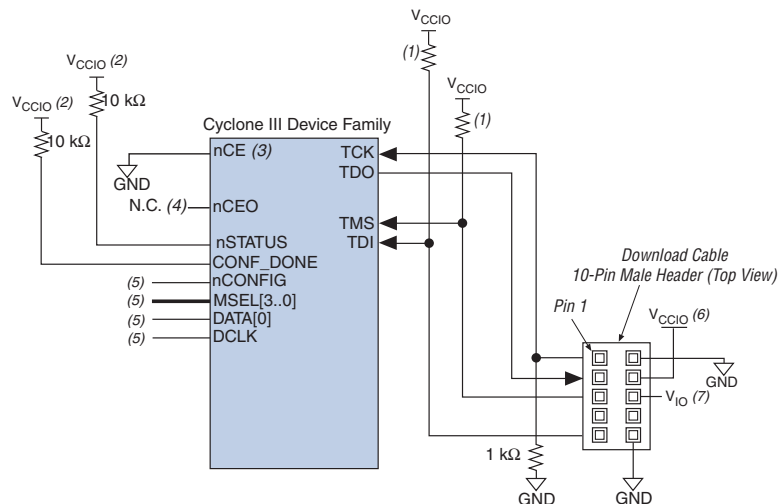 VCCIO
(1)
VCCIO (2)
VCCIO
10 kΩ
(1)
VCCIO (2)
10 kΩ
Cyclone III Device Family
nCE (3)
TCK
GND
TDO
N.C. (4)
nCEO
TMS
nSTATUS
TDI
CONF_DONE
(5)
nCONFIG
(5)
MSEL[3..0]
(5)
DATA[0]
(5)
DCLK
Download Cable
10-Pin Male Header (Top View)
Pin 1
VCCIO (6)
GND
VIO (7)
1 kΩ
GND
GND